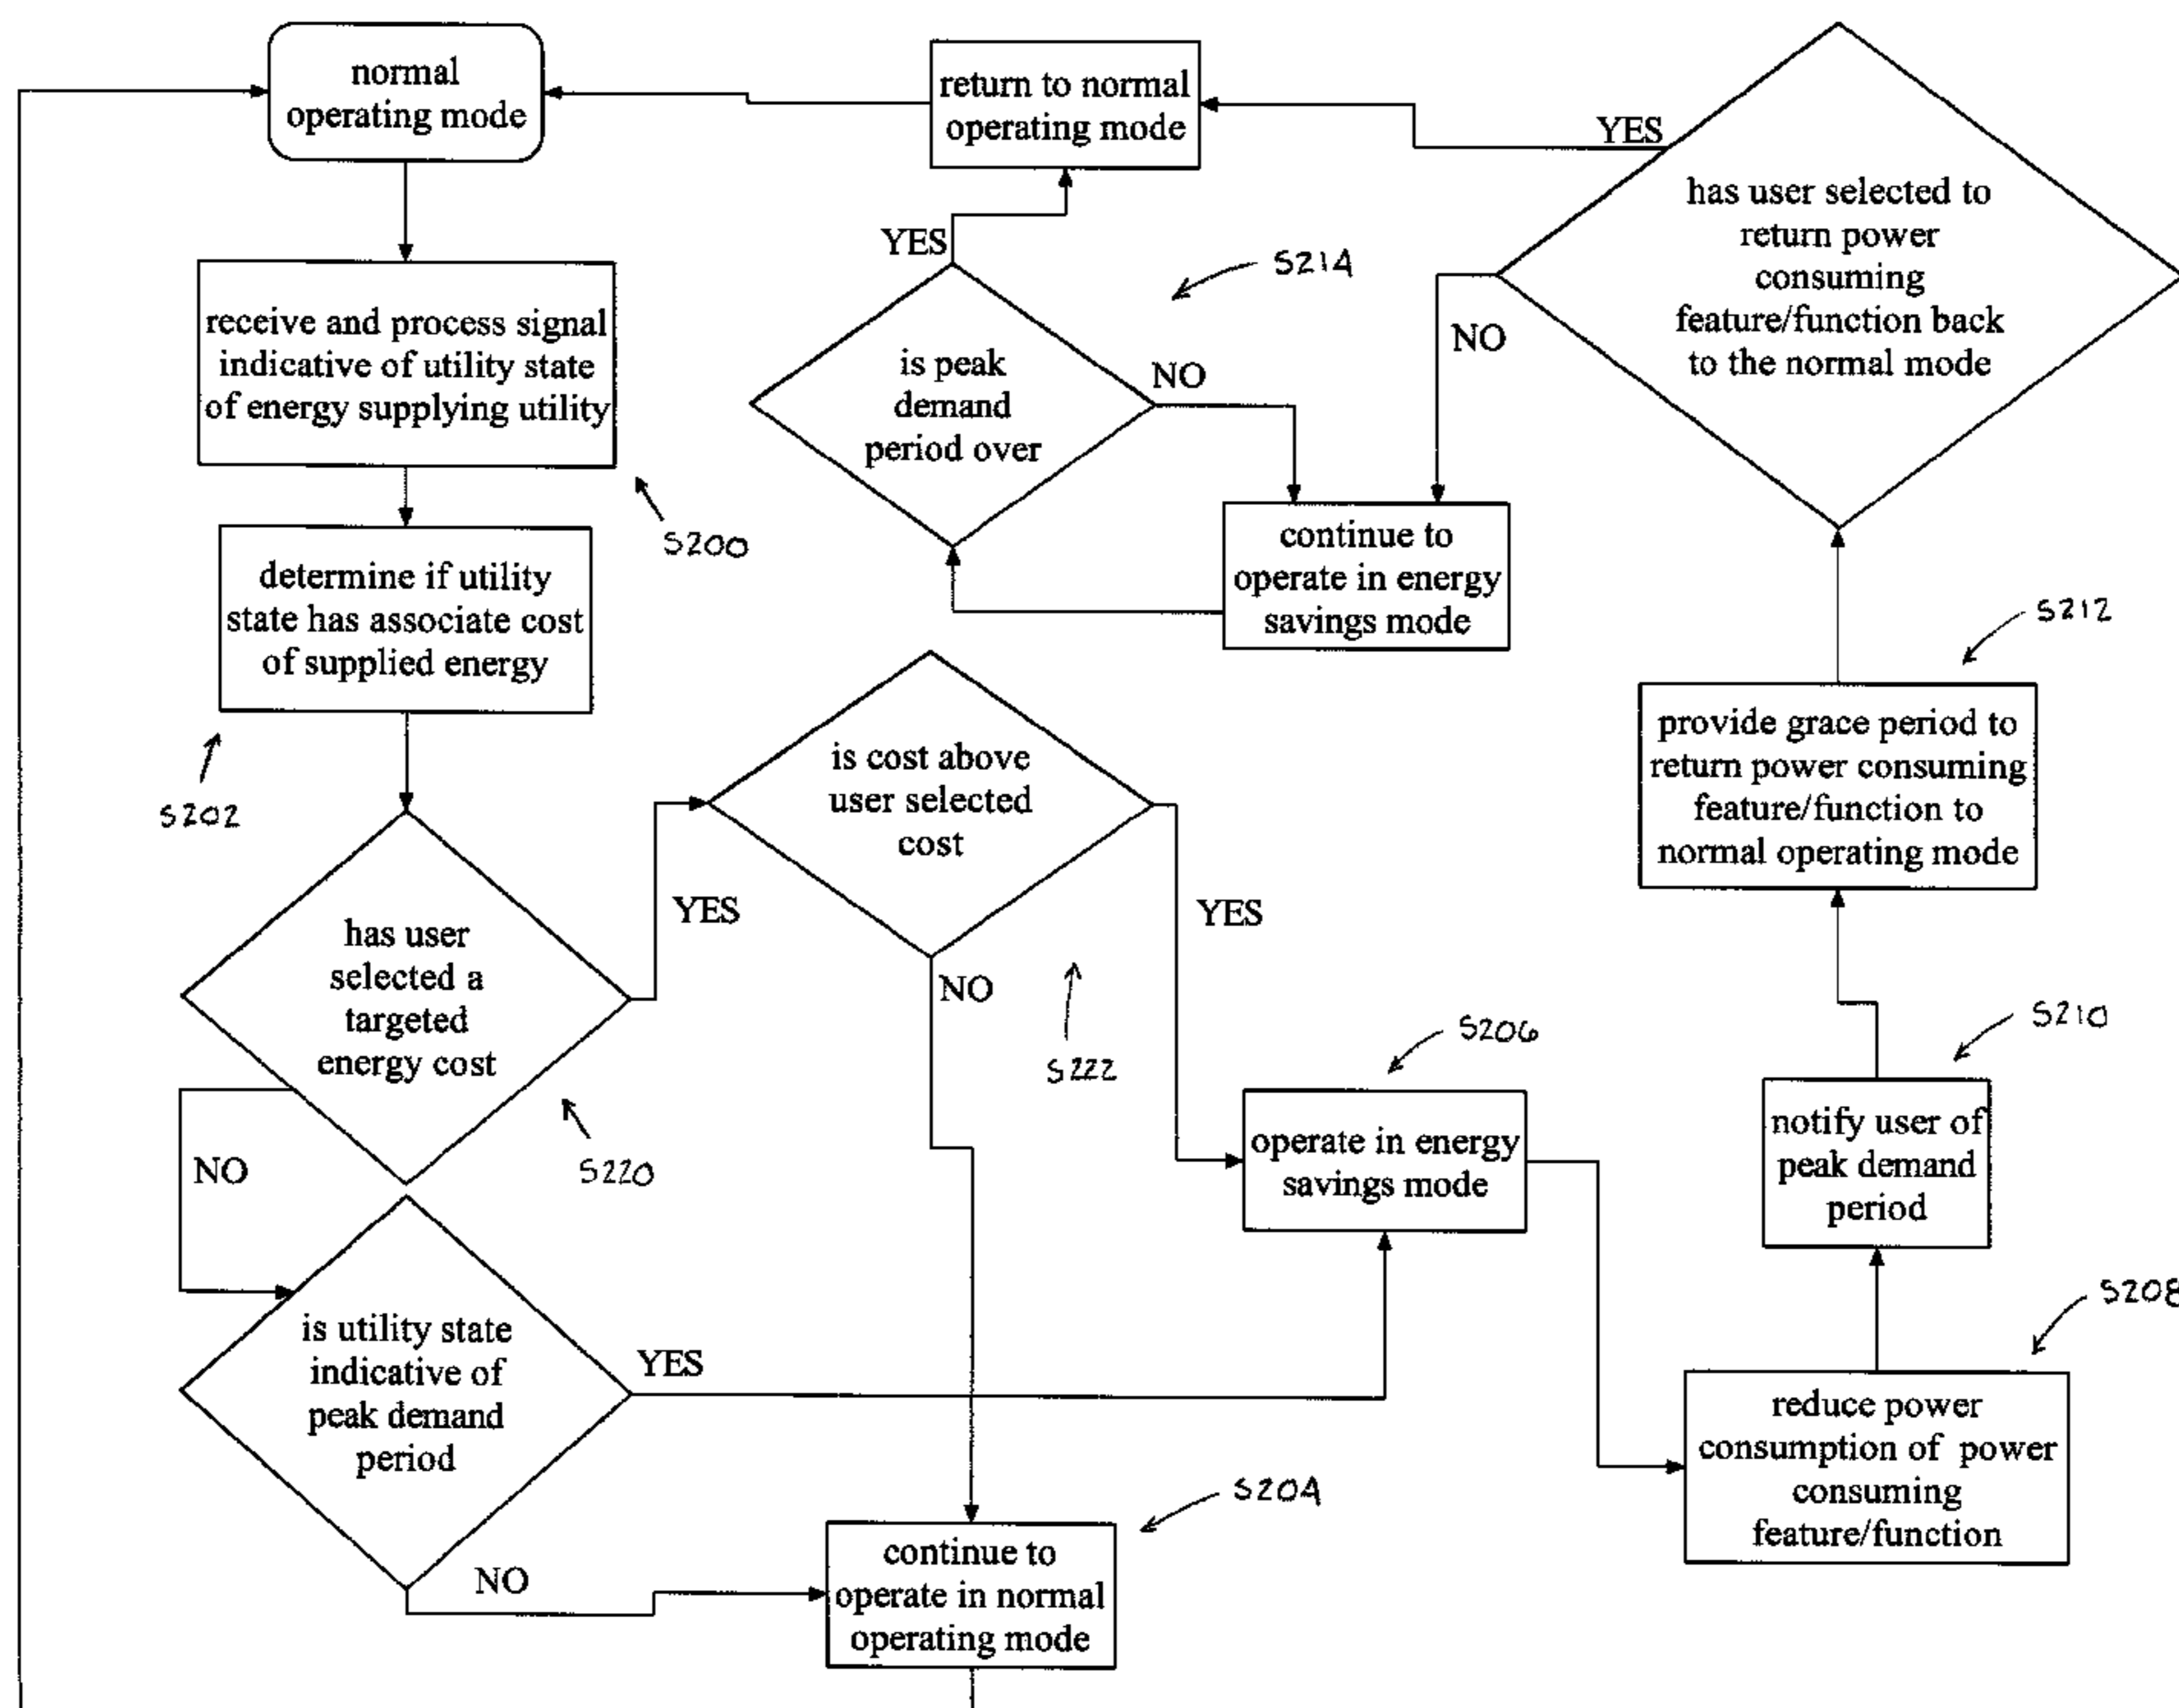 normal
operating mode
return to normal
operating mode
YES
has user selected to
return power
consuming
feature/function back
to the normal mode
receive and process signal
indicative of utility state
of energy supplying utility
YES
S214
NO
is peak
demand
period over
NO
S200
continue to
operate in energy
savings mode
determine if utility
state has associate cost
of supplied energy
S212
S202
is cost above
user selected
cost
provide grace period to
return power consuming
feature/function to
normal operating mode
has user
selected a
targeted
energy cost
YES
YES
NO
S222
S206
S210
NO
S220
operate in energy
savings mode
notify user of
peak demand
period
is utility state
indicative of
peak demand
period
YES
S208
reduce power
consumption of power
consuming
feature/function
S204
NO
continue to
operate in normal
operating mode